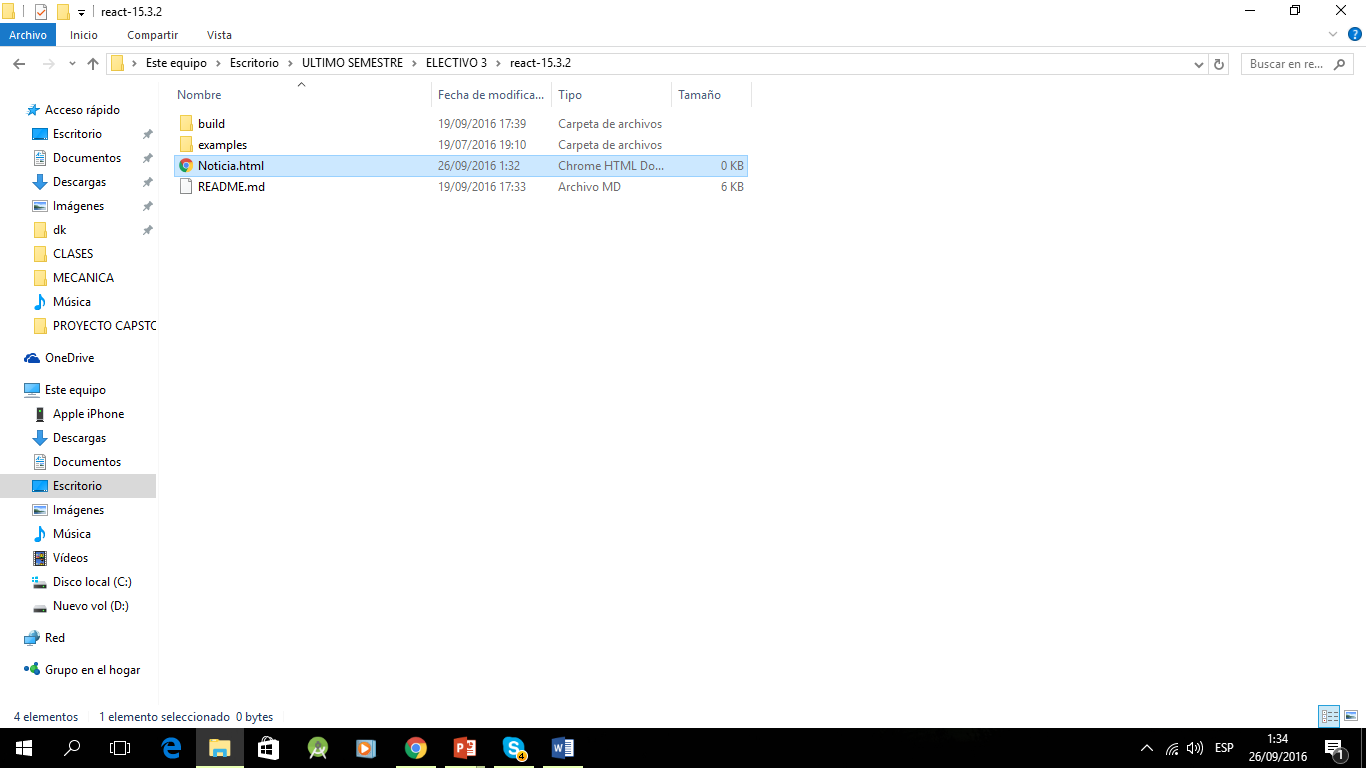 react-15.3.2
Archivo Inicio Compartir Vista
Este equipo Escritorio ULTIMO SEMESTRE ELECTIVO 3 react-15.3.2 Buscar en re...
Nombre Fecha de modifica... Tipo Tamaño
build 19/09/2016 17:39 Carpeta de archivos
examples 19/07/2016 19:10 Carpeta de archivos
Noticia.html 26/09/2016 1:32 Chrome HTML Do... 0 KB
README.md 19/09/2016 17:33 Archivo MD 6 KB
Acceso rápido
Escritorio
Documentos
Descargas
Imágenes
dk
CLASES
MECANICA
Música
PROYECTO CAPSTO
OneDrive
Este equipo
Apple iPhone
Descargas
Documentos
Escritorio
Imágenes
Música
Vídeos
Disco local (C:)
Nuevo vol (D:)
Red
Grupo en el hogar
4 elementos 1 elemento seleccionado 0 bytes
4
ESP
1:34
26/09/2016
1